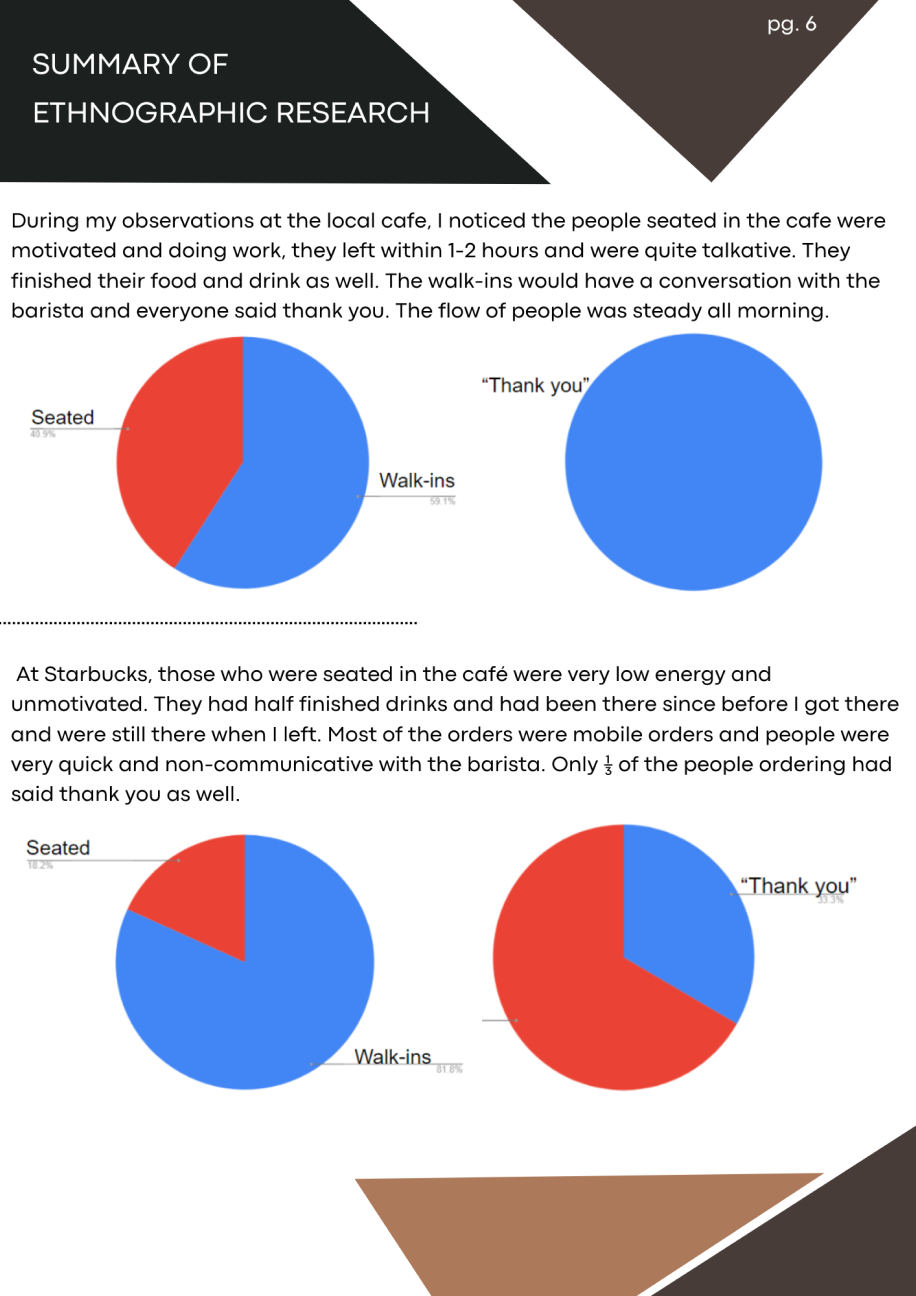 pg. 6
SUMMARY OF
ETHNOGRAPHIC RESEARCH
During my observations at the local cafe, I noticed the people seated in the cafe were
motivated and doing work, they left within 1-2 hours and were quite talkative. They
finished their food and drink as well. The walk-ins would have a conversation with the
barista and everyone said thank you. The flow of people was steady all morning.
Seated
40.9%
Walk-ins
59.1%
“Thank you”
At Starbucks, those who were seated in the café were very low energy and
unmotivated. They had half finished drinks and had been there since before I got there
and were still there when I left. Most of the orders were mobile orders and people were
very quick and non-communicative with the barista. Only ⅓ of the people ordering had
said thank you as well.
Seated
18.2%
Walk-ins
81.8%
“Thank you”
33.3%